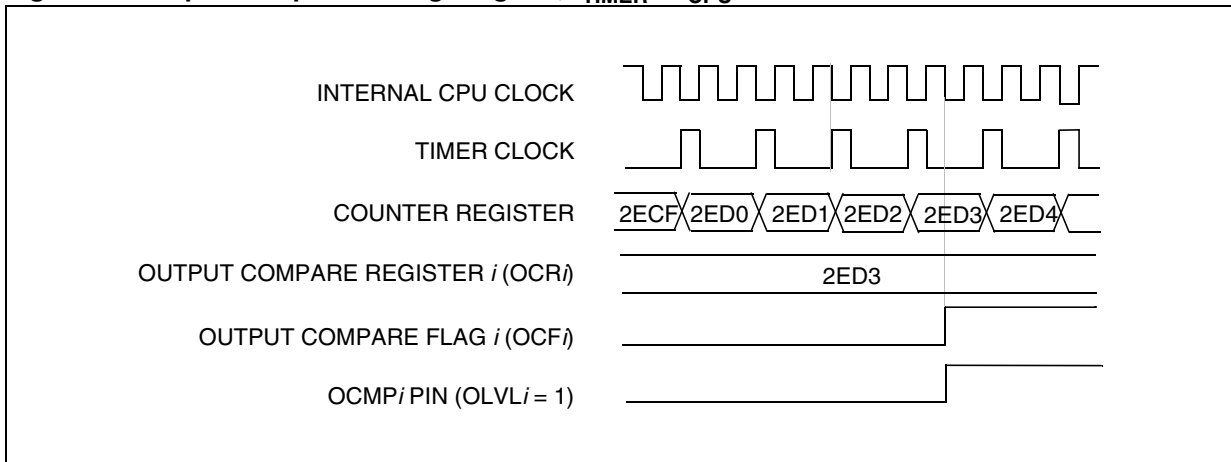 INTERNAL CPU CLOCK
TIMER CLOCK
COUNTER REGISTER 2ECF 2ED0 2ED1 2ED2 2ED3 2ED4
OUTPUT COMPARE REGISTER i (OCRi) 2ED3
OUTPUT COMPARE FLAG i (OCFi)
OCMPi PIN (OLVLi = 1)